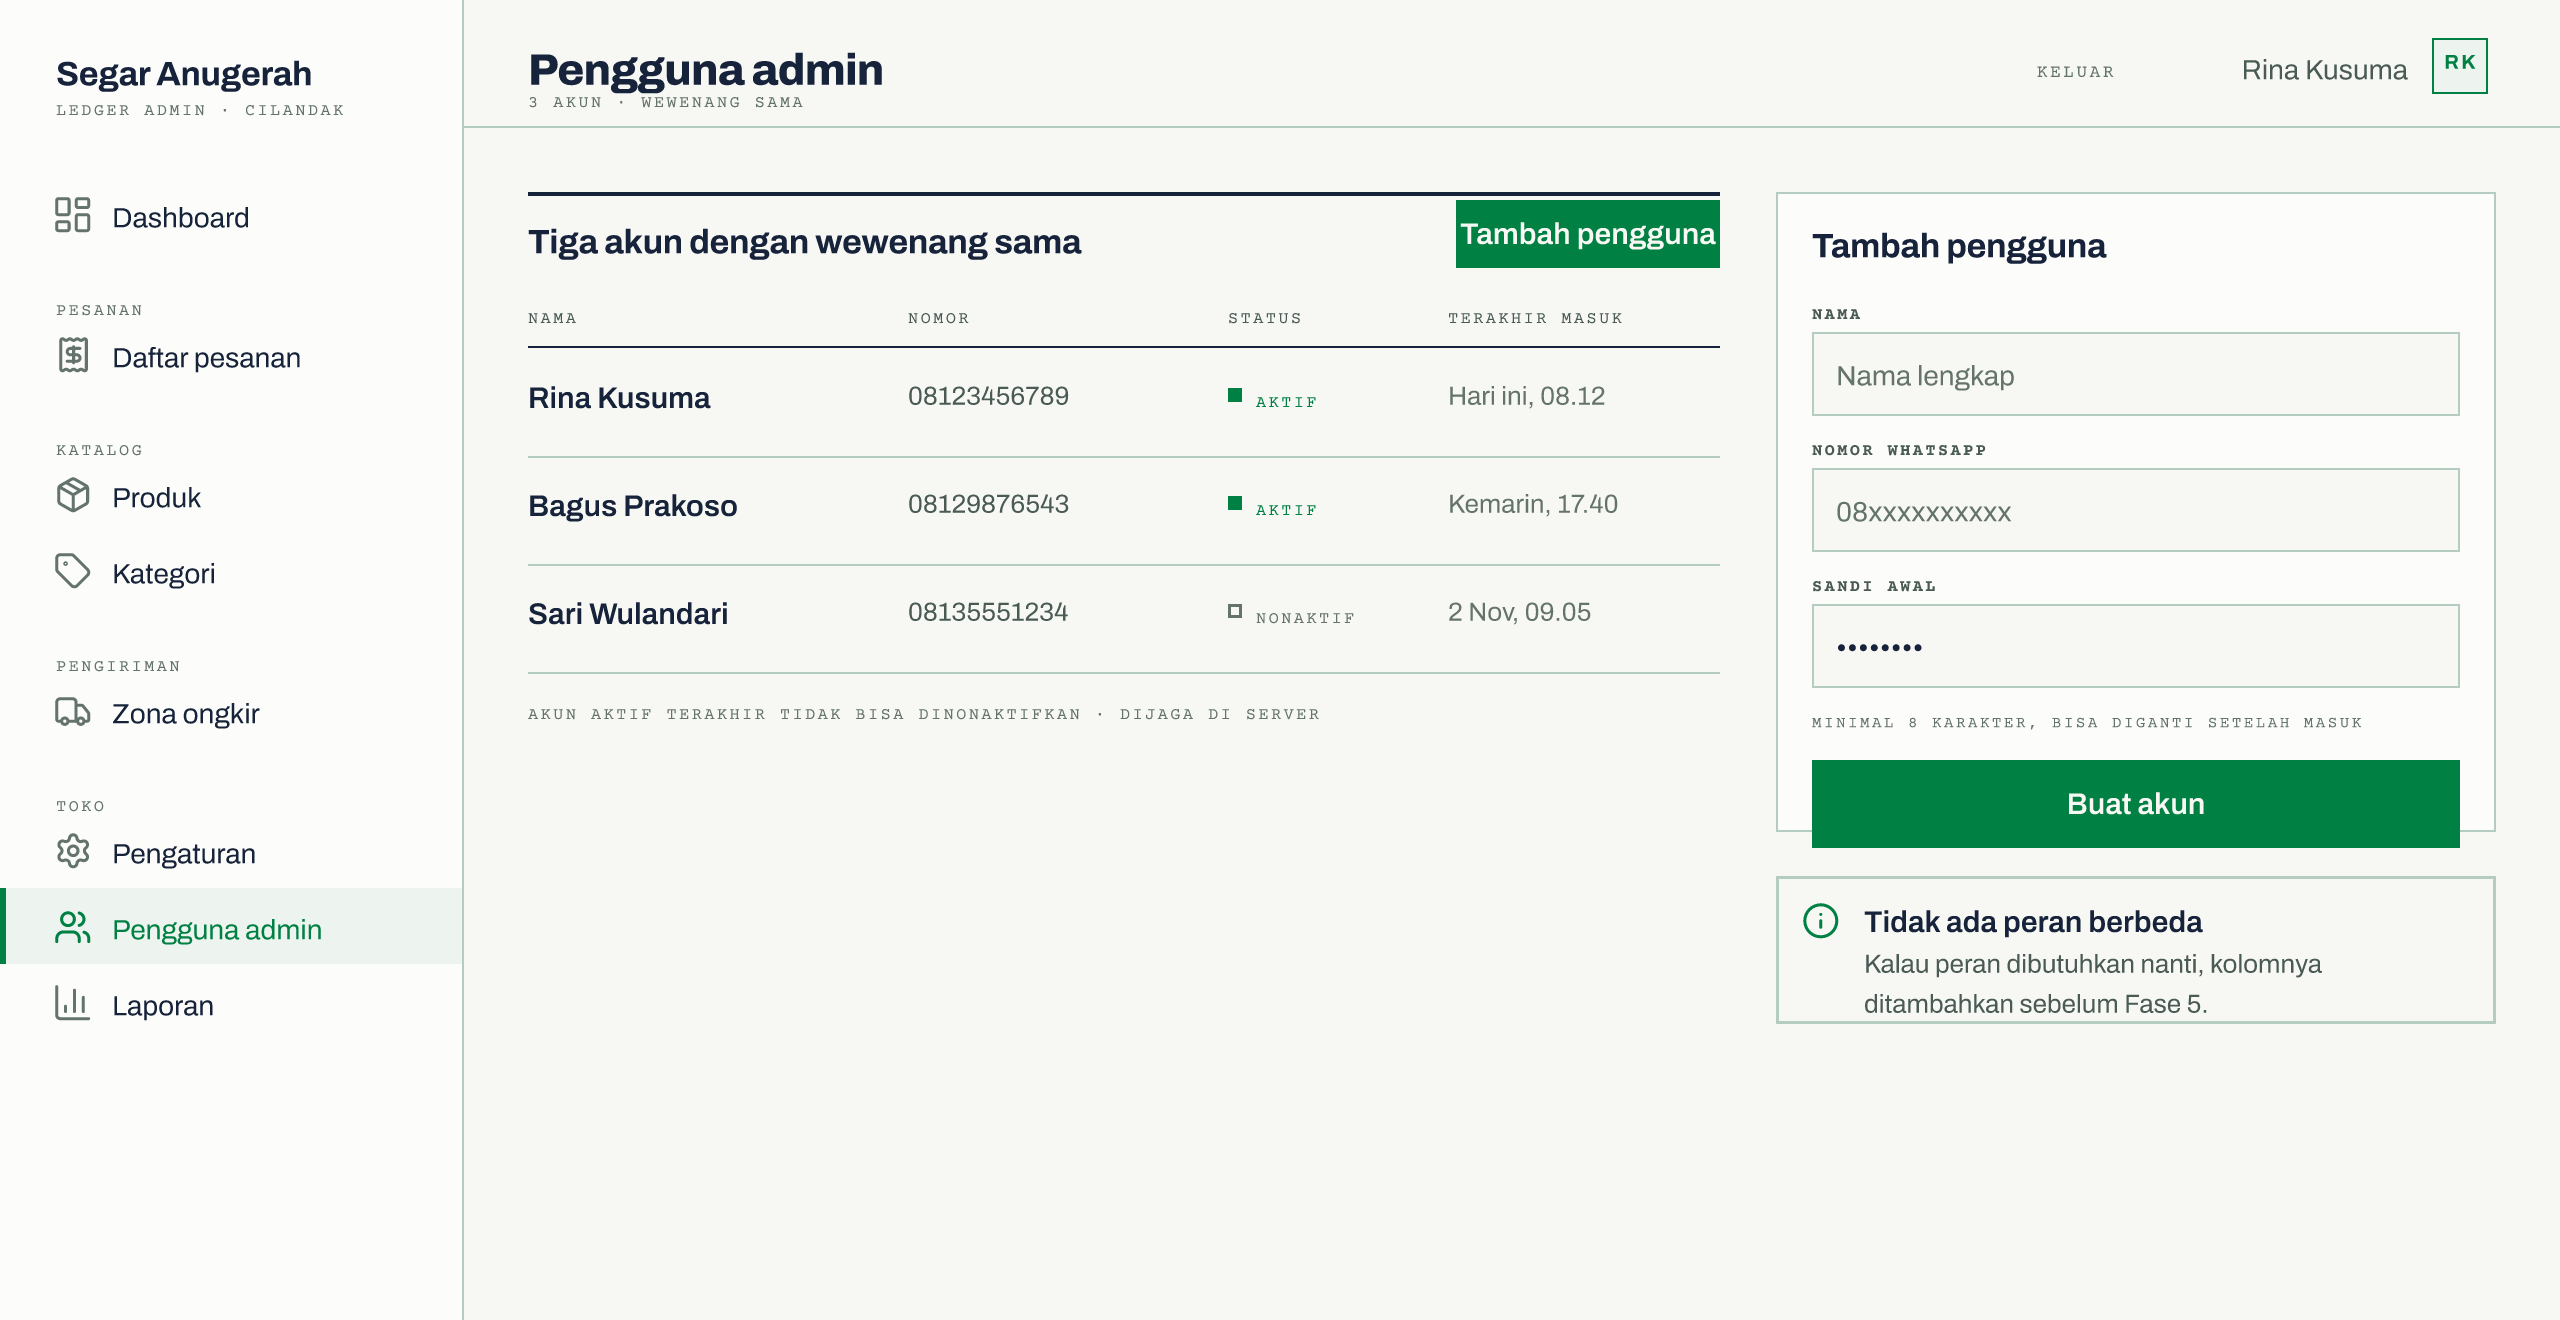 Segar Anugerah
LEDGER ADMIN · CILANDAK
Dashboard
PESANAN
Daftar pesanan
KATALOG
Produk
Kategori
PENGIRIMAN
Zona ongkir
TOKO
Pengaturan
Pengguna admin
Laporan
Pengguna admin
3 AKUN · WEWENANG SAMA
KELUAR
Rina Kusuma
RK
Tiga akun dengan wewenang sama
Tambah pengguna
NAMA NOMOR STATUS TERAKHIR MASUK
Rina Kusuma 08123456789 AKTIF Hari ini, 08.12
Bagus Prakoso 08129876543 AKTIF Kemarin, 17.40
Sari Wulandari 08135551234 NONAKTIF 2 Nov, 09.05
AKUN AKTIF TERAKHIR TIDAK BISA DINONAKTIFKAN · DIJAGA DI SERVER
Tambah pengguna
NAMA
Nama lengkap
NOMOR WHATSAPP
08xxxxxxxxxx
SANDI AWAL
••••••••
MINIMAL 8 KARAKTER, BISA DIGANTI SETELAH MASUK
Buat akun
Tidak ada peran berbeda
Kalau peran dibutuhkan nanti, kolomnya
ditambahkan sebelum Fase 5.